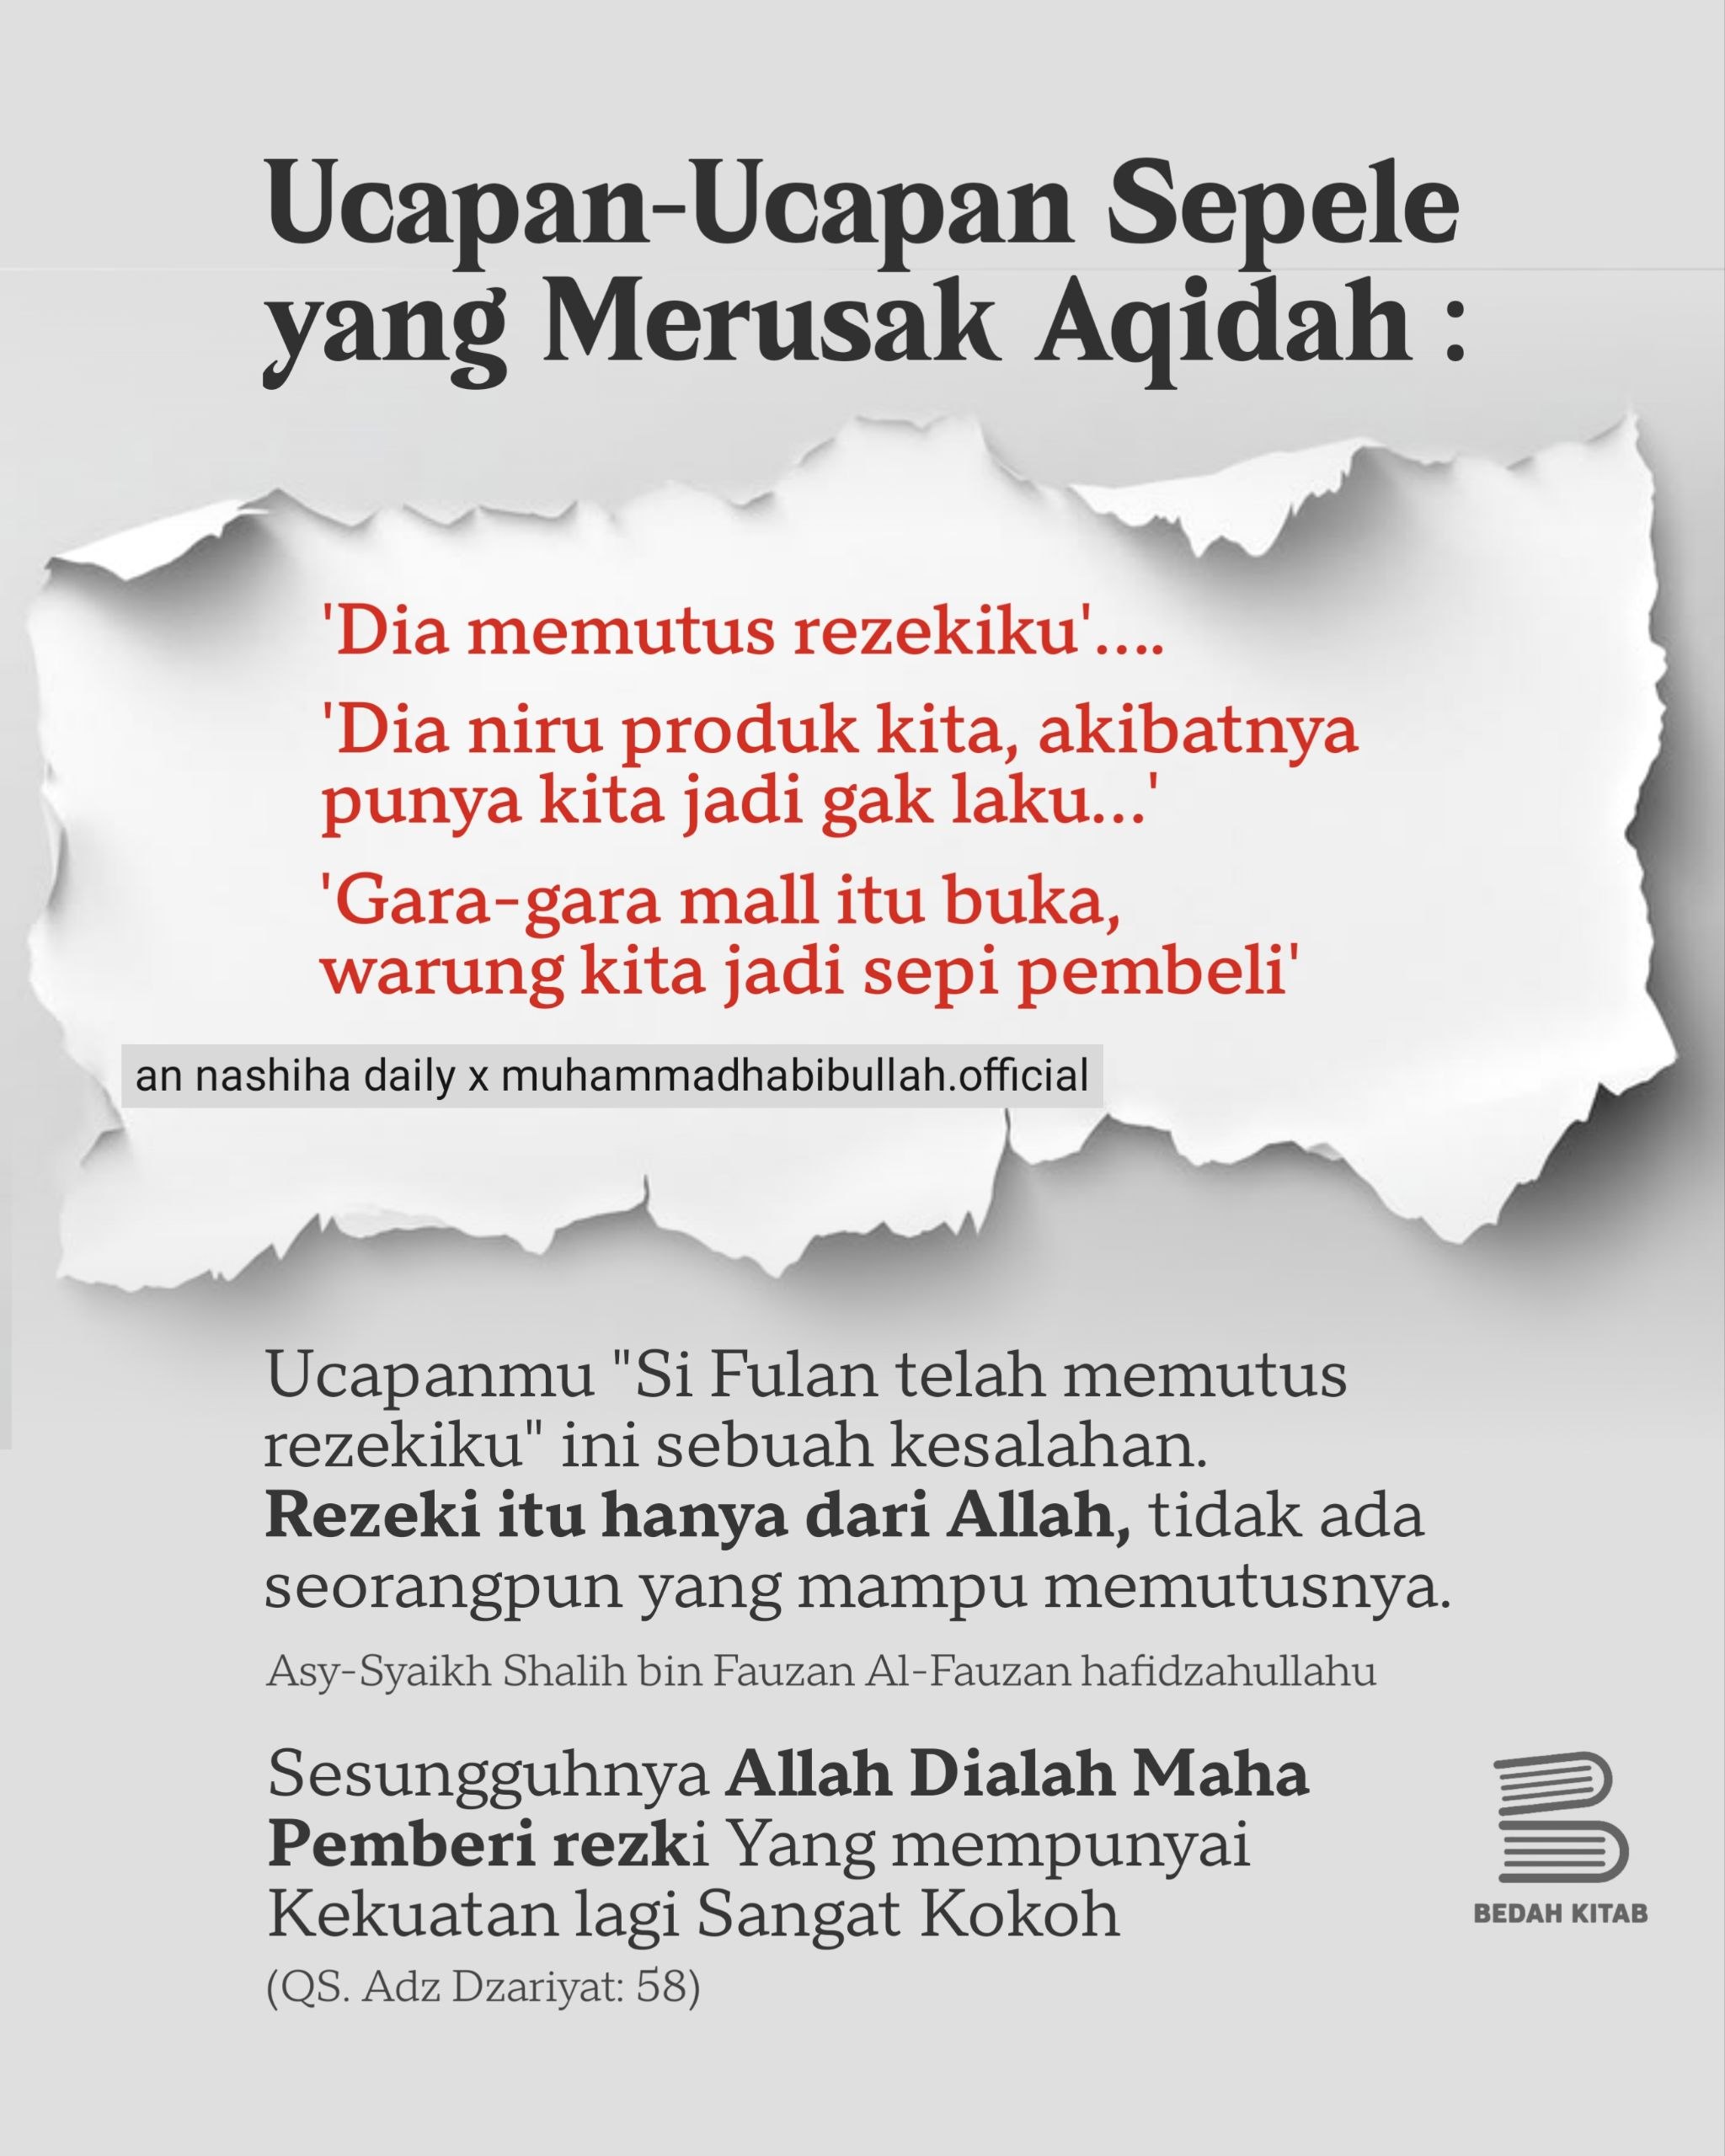 Ucapan-Ucapan Sepele
yang Merusak Aqidah :
'Dia memutus rezekiku'....
'Dia niru produk kita, akibatnya
punya kita jadi gak laku...'
'Gara-gara mall itu buka,
warung kita jadi sepi pembeli'
an nashiha daily x muhammadhabibullah.official
Ucapanmu "Si Fulan telah memutus
rezekiku" ini sebuah kesalahan.
Rezeki itu hanya dari Allah, tidak ada
seorangpun yang mampu memutusnya.
Asy-Syaikh Shalih bin Fauzan Al-Fauzan hafidzahullahu
Sesungguhnya Allah Dialah Maha
Pemberi rezki Yang mempunyai
Kekuatan lagi Sangat Kokoh
(QS. Adz Dzariyat: 58)
BEDAH KITAB